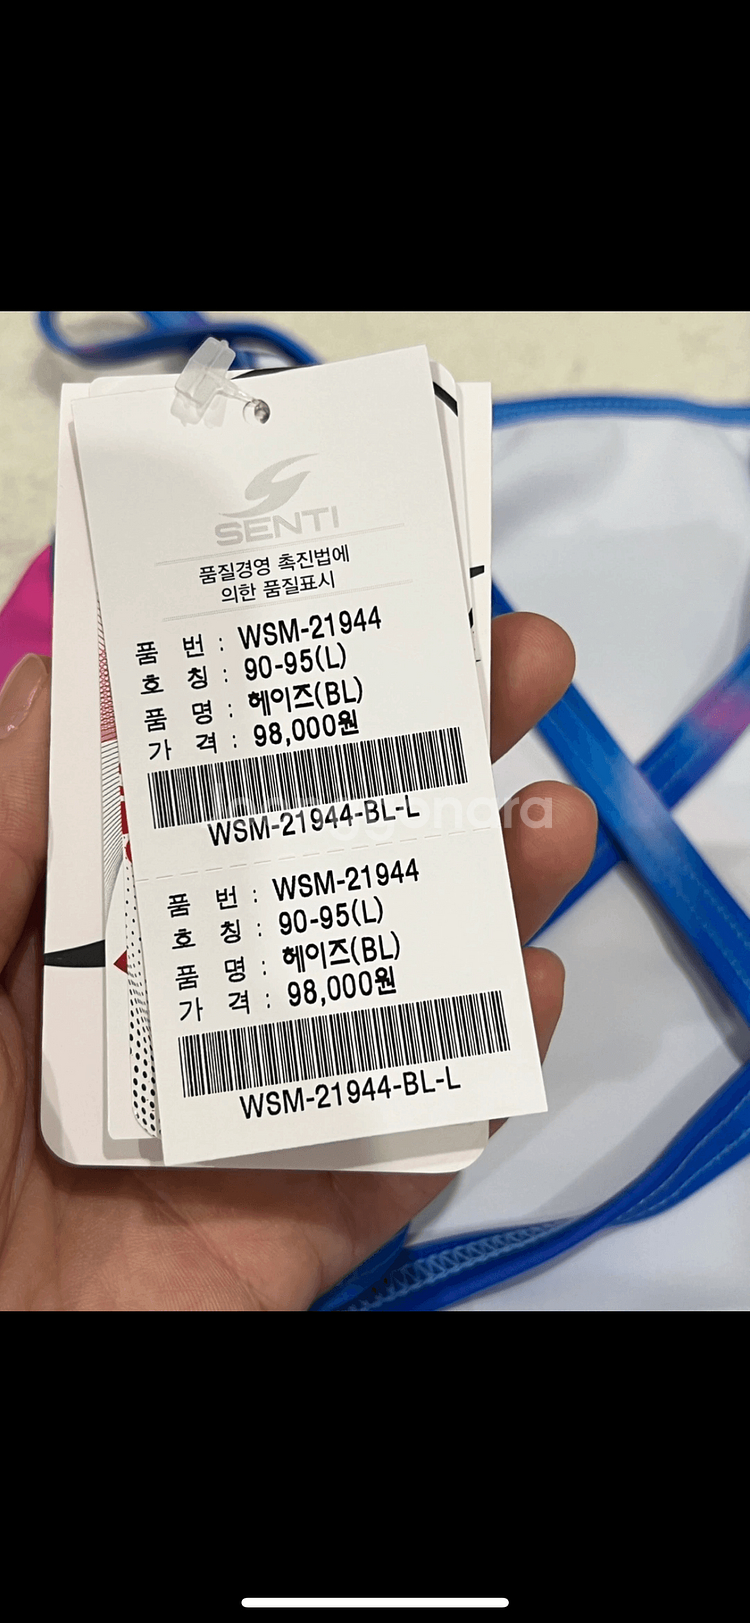 SENTI
품질경영 촉진법에
의한 품질표시
품 번 : WSM-21944
호 칭 : 90-95(L)
품 명 : 헤이즈(BL)
가 격 : 98,000원
WSM-21944-BL-L
품 번 : WSM-21944
호 칭 : 90-95(L)
품 명 : 헤이즈(BL)
가 격 : 98,000원
WSM-21944-BL-L